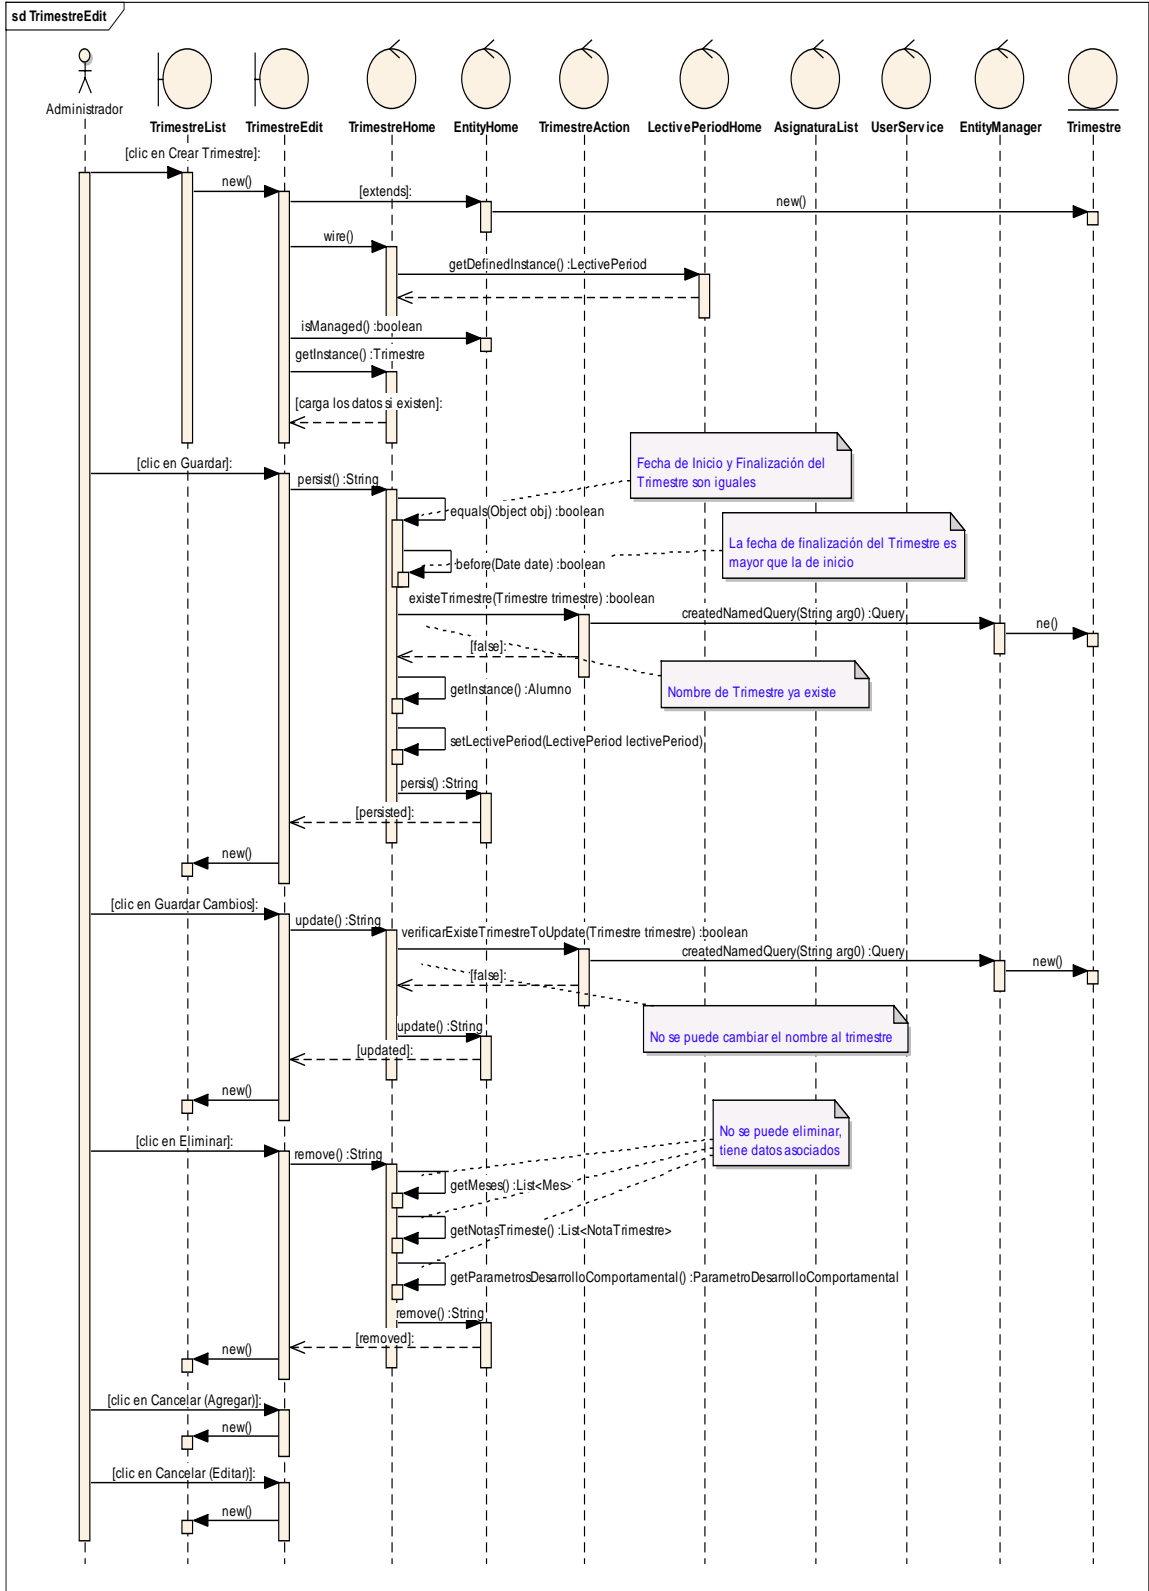 sd TrimestreEdit
Administrador
TrimestreList
TrimestreEdit
TrimestreHome
EntityHome
TrimestreAction
LectivePeriodHome
AsignaturaList
UserService
EntityManager
Trimestre
[clic en Crear Trimestre]:
new()
[extends]:
new()
wire()
getDefinedInstance() :LectivePeriod
isManaged() :boolean
getInstance() :Trimestre
[carga los datos si existen]:
[clic en Guardar]:
Fecha de Inicio y Finalización del
Trimestre son iguales
persist() :String
equals(Object obj) :boolean
La fecha de finalización del Trimestre es
mayor que la de inicio
before(Date date) :boolean
existeTrimestre(Trimestre trimestre) :boolean
createdNamedQuery(String arg0) :Query
ne()
[false]:
Nombre de Trimestre ya existe
getInstance() :Alumno
setLectivePeriod(LectivePeriod lectivePeriod)
persis() :String
[persisted]:
new()
[clic en Guardar Cambios]:
update() :String
verificarExisteTrimestreToUpdate(Trimestre trimestre) :boolean
createdNamedQuery(String arg0) :Query
new()
[false]:
update() :String
No se puede cambiar el nombre al trimestre
[updated]:
new()
[clic en Eliminar]:
No se puede eliminar,
tiene datos asociados
remove() :String
getMeses() :List<Mes>
getNotasTrimeste() :List<NotaTrimestre>
getParametrosDesarrolloComportamental() :ParametroDesarrolloComportamental
remove() :String
[removed]:
new()
[clic en Cancelar (Agregar)]:
new()
[clic en Cancelar (Editar)]:
new()